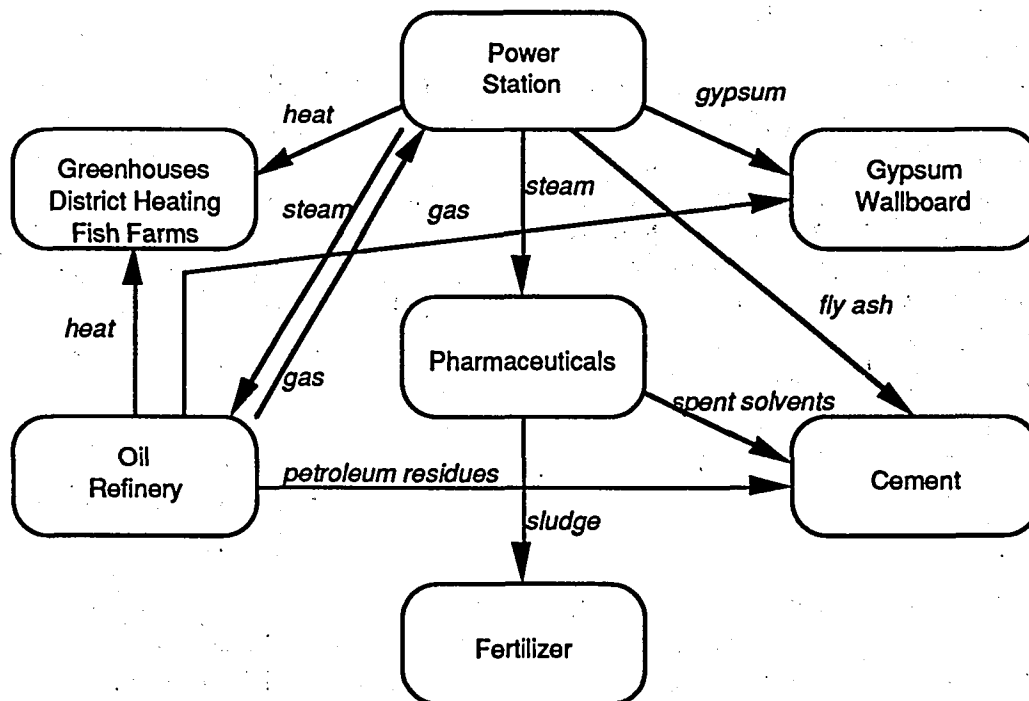 Power
Station
gypsum
heat
Greenhouses
District Heating
Fish Farms
steam
gas
steam
Gypsum
Wallboard
heat
fly ash
gas
Pharmaceuticals
spent solvents
Oil
Refinery
petroleum residues
Cement
sludge
Fertilizer